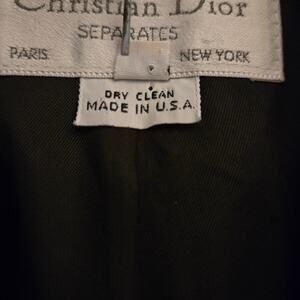 Christian Dior
SEPARATES
PARIS NEW YORK
DRY CLEAN
MADE IN U.S.A.